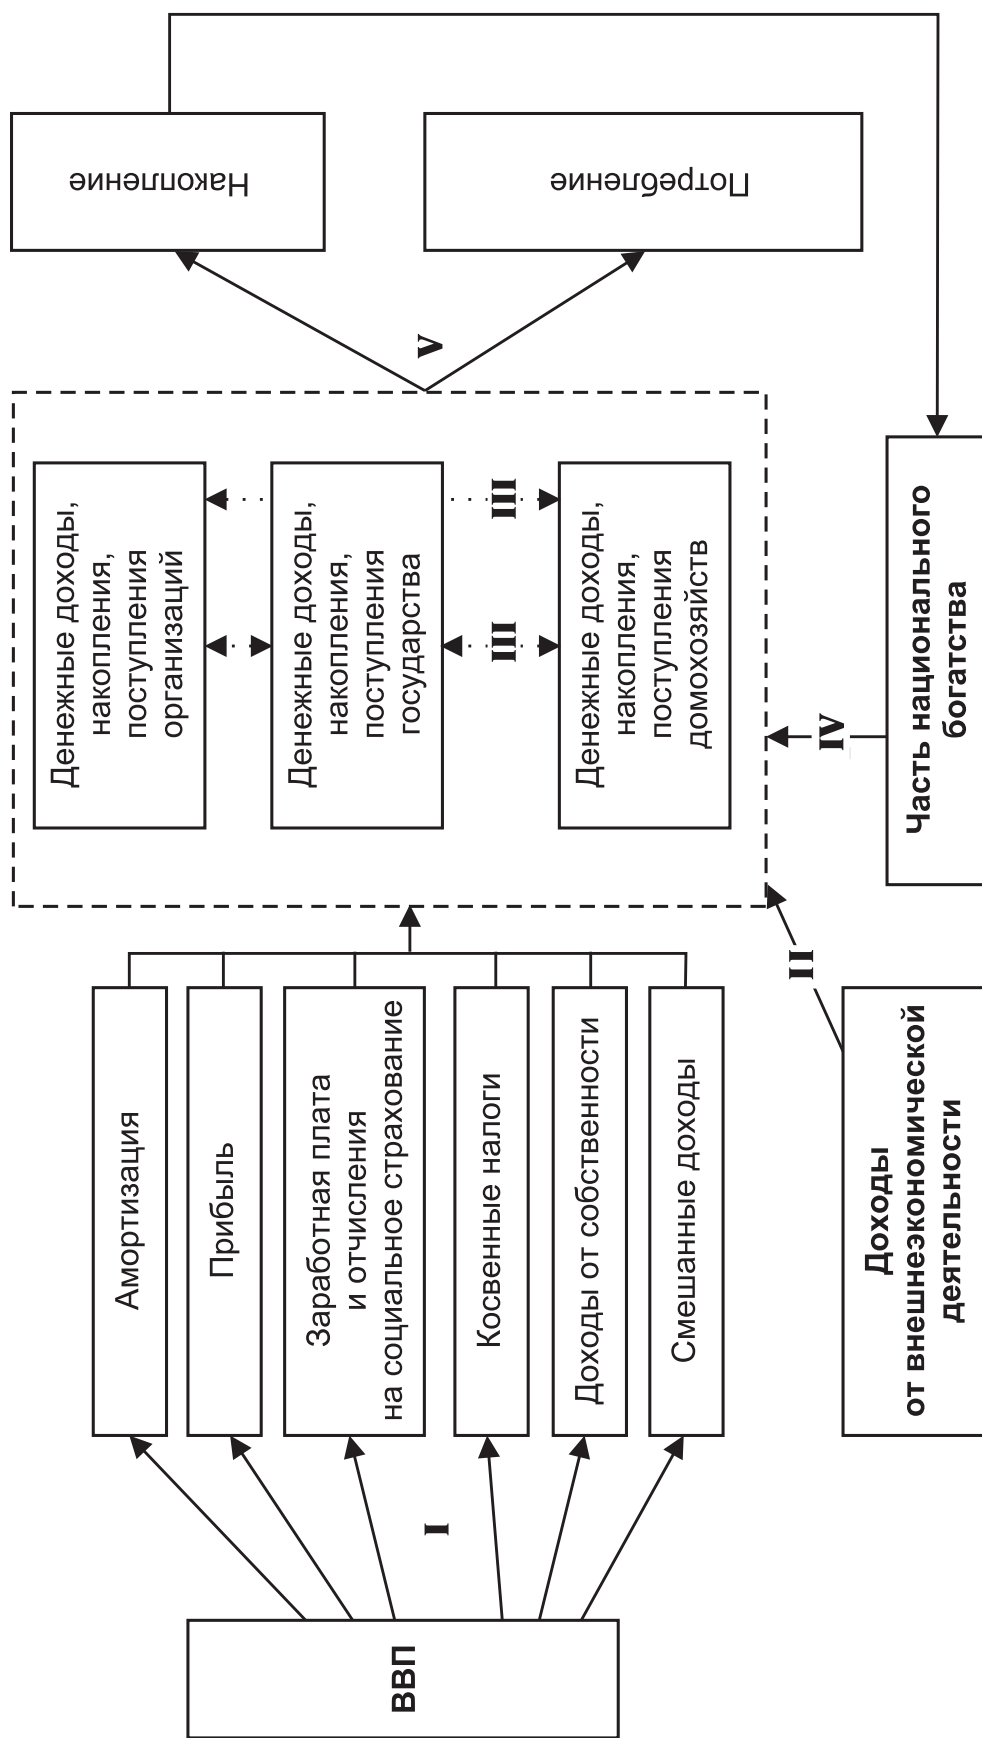 ВВП
I
Амортизация
Прибыль
Заработная плата
и отчисления
на социальное страхование
Косвенные налоги
Доходы от собственности
Смешанные доходы
Доходы
от внешнеэкономической
деятельности
II
Денежные доходы,
накопления,
поступления
организаций
Денежные доходы,
накопления,
поступления
государства
III
III
Денежные доходы,
накопления,
поступления
домохозяйств
IV
Часть национального
богатства
V
Накопление
Потребление